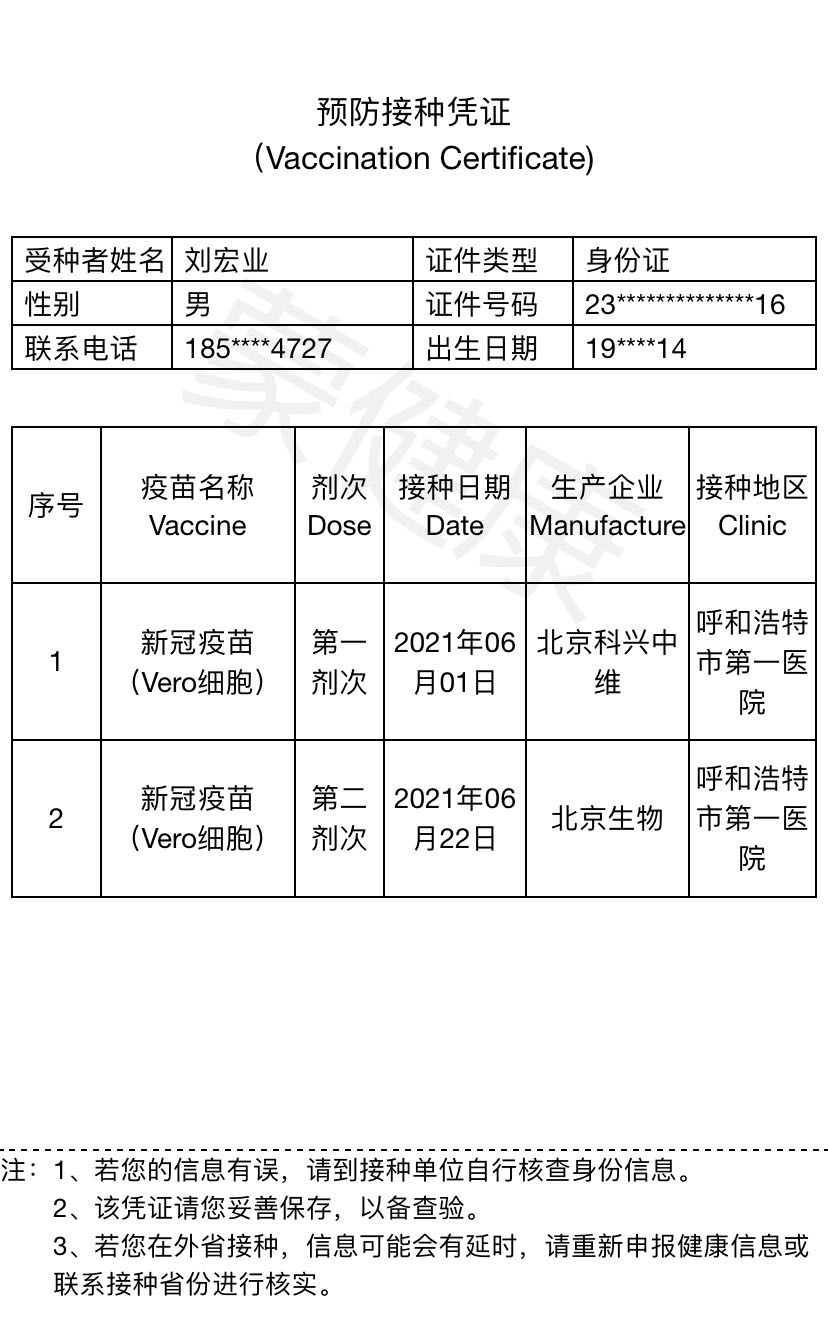 预防接种凭证
（Vaccination Certificate)
受种者姓名 刘宏业 证件类型 身份证
性别 男 证件号码 23**************16
联系电话 185****4727 出生日期 19****14
蒙健康
序号 疫苗名称 剂次 接种日期 生产企业 接种地区
Vaccine Dose Date Manufacture Clinic
1 新冠疫苗 第一 2021年06 北京科兴中 呼和浩特
（Vero细胞） 剂次 月01日 维 市第一医
院
2 新冠疫苗 第二 2021年06 北京生物 呼和浩特
（Vero细胞） 剂次 月22日 市第一医
院
注：1、若您的信息有误，请到接种单位自行核查身份信息。
2、该凭证请您妥善保存，以备查验。
3、若您在外省接种，信息可能会有延时，请重新申报健康信息或
联系接种省份进行核实。